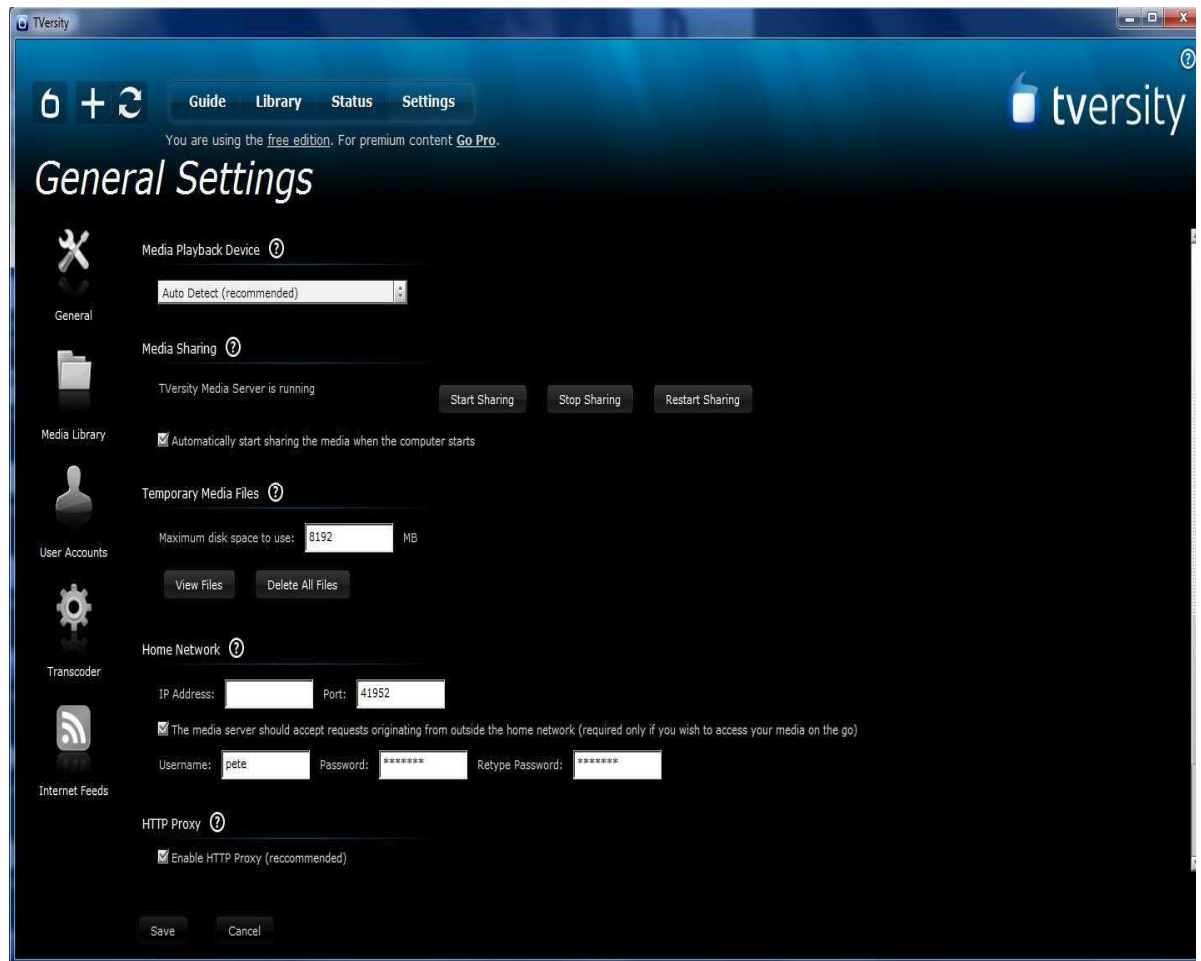 TVersity
Guide Library Status Settings
tversity
You are using the free edition. For premium content Go Pro.
General Settings
Media Playback Device ?
Auto Detect (recommended)
General
Media Sharing ?
TVersity Media Server is running
Start Sharing Stop Sharing Restart Sharing
Media Library
Automatically start sharing the media when the computer starts
Temporary Media Files ?
Maximum disk space to use: 8192 MB
User Accounts
View Files Delete All Files
Home Network ?
Transcoder
IP Address: Port: 41952
The media server should accept requests originating from outside the home network (required only if you wish to access your media on the go)
Username: pete Password: ******* Retype Password: *******
Internet Feeds
HTTP Proxy ?
Enable HTTP Proxy (reccommended)
Save Cancel